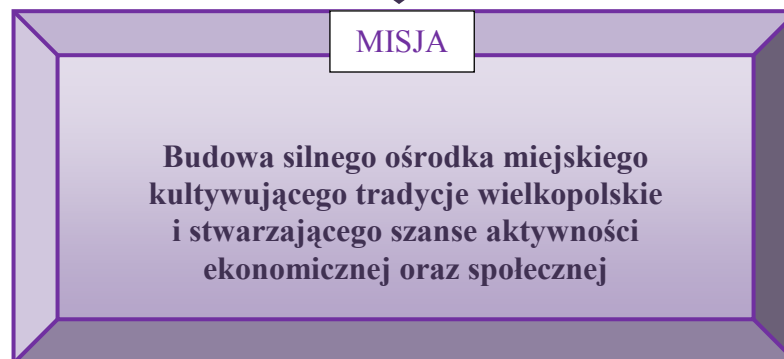 MISJA
Budowa silnego ośrodka miejskiego
kultywującego tradycje wielkopolskie
i stwarzającego szanse aktywności
ekonomicznej oraz społecznej